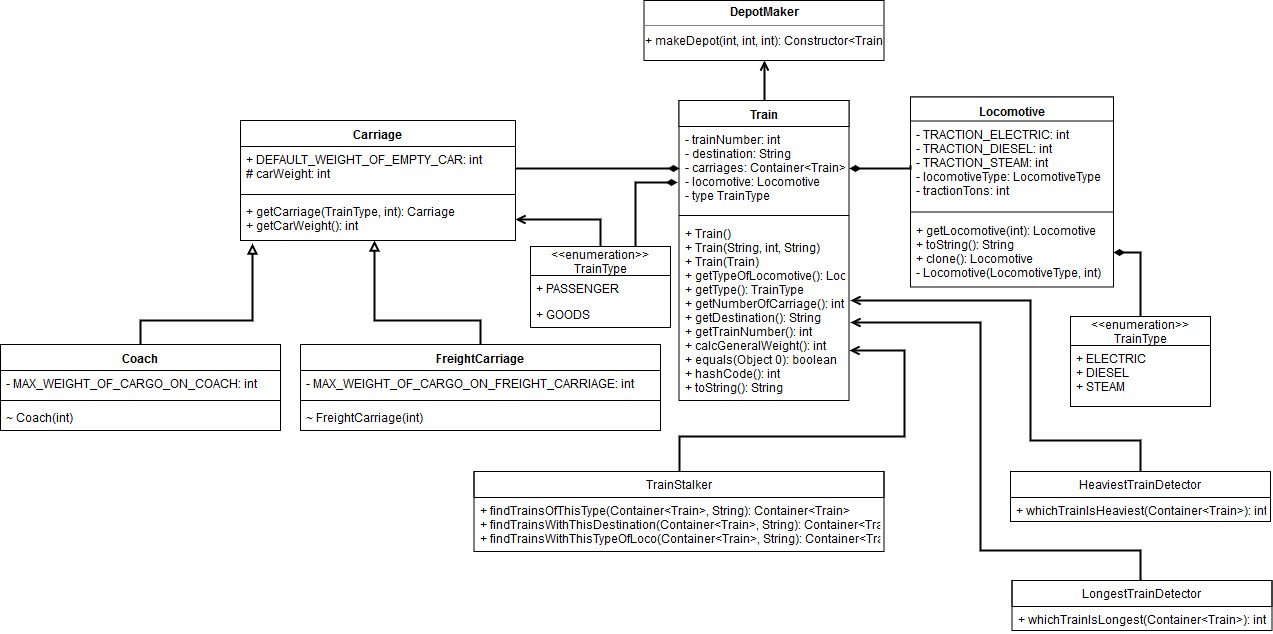 DepotMaker
+ makeDepot(int, int, int): Constructor<Train
Train
- trainNumber: int
- destination: String
- carriages: Container<Train>
- locomotive: Locomotive
- type TrainType
+ Train()
+ Train(String, int, String)
+ Train(Train)
+ getTypeOfLocomotive(): Loc
+ getType(): TrainType
+ getNumberOfCarriage(): int
+ getDestination(): String
+ getTrainNumber(): int
+ calcGeneralWeight(): int
+ equals(Object 0): boolean
+ hashCode(): int
+ toString(): String
Locomotive
- TRACTION_ELECTRIC: int
- TRACTION_DIESEL: int
- TRACTION_STEAM: int
- locomotiveType: LocomotiveType
- tractionTons: int
+ getLocomotive(int): Locomotive
+ toString(): String
+ clone(): Locomotive
- Locomotive(LocomotiveType, int)
Carriage
+ DEFAULT_WEIGHT_OF_EMPTY_CAR: int
# carWeight: int
+ getCarriage(TrainType, int): Carriage
+ getCarWeight(): int
<<enumeration>>
TrainType
+ PASSENGER
+ GOODS
<<enumeration>>
TrainType
+ ELECTRIC
+ DIESEL
+ STEAM
Coach
- MAX_WEIGHT_OF_CARGO_ON_COACH: int
~ Coach(int)
FreightCarriage
- MAX_WEIGHT_OF_CARGO_ON_FREIGHT_CARRIAGE: int
~ FreightCarriage(int)
TrainStalker
+ findTrainsOfThisType(Container<Train>, String): Container<Train>
+ findTrainsWithThisDestination(Container<Train>, String): Container<Tra
+ findTrainsWithThisTypeOfLoco(Container<Train>, String): Container<Tra
HeaviestTrainDetector
+ whichTrainIsHeaviest(Container<Train>): int
LongestTrainDetector
+ whichTrainIsLongest(Container<Train>): int